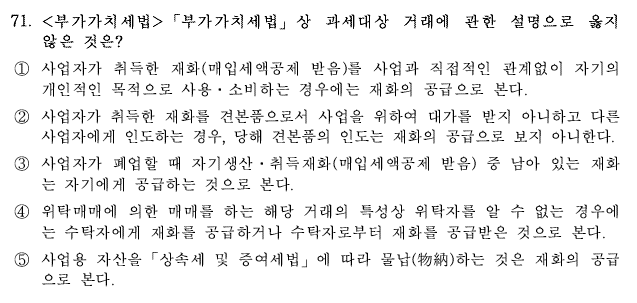 71. <부가가치세법>「부가가치세법」상 과세대상 거래에 관한 설명으로 옳지
않은 것은?
① 사업자가 취득한 재화(매입세액공제 받음)를 사업과 직접적인 관계없이 자기의
개인적인 목적으로 사용·소비하는 경우에는 재화의 공급으로 본다.
② 사업자가 취득한 재화를 견본품으로서 사업을 위하여 대가를 받지 아니하고 다른
사업자에게 인도하는 경우, 당해 견본품의 인도는 재화의 공급으로 보지 아니한다.
③ 사업자가 폐업할 때 자기생산·취득재화(매입세액공제 받음) 중 남아 있는 재화
는 자기에게 공급하는 것으로 본다.
④ 위탁매매에 의한 매매를 하는 해당 거래의 특성상 위탁자를 알 수 없는 경우에
는 수탁자에게 재화를 공급하거나 수탁자로부터 재화를 공급받은 것으로 본다.
⑤ 사업용 자산을「상속세 및 증여세법」에 따라 물납(物納)하는 것은 재화의 공급
으로 본다.